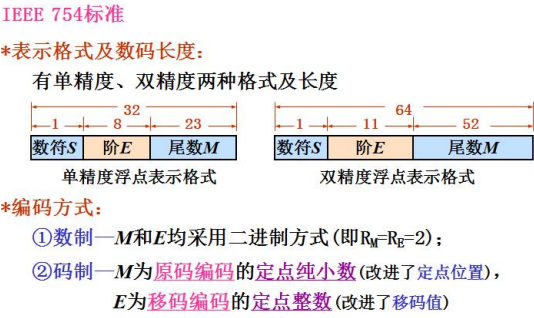 IEEE 754标准
*表示格式及数码长度：
有单精度、双精度两种格式及长度
32 64
1 8 23 1 11 52
数符S 阶E 尾数M 数符S 阶E 尾数M
单精度浮点表示格式 双精度浮点表示格式
*编码方式：
①数制—M和E均采用二进制方式(即RM=RE=2)；
②码制—M为原码编码的定点纯小数(改进了定点位置)，
E为移码编码的定点整数(改进了移码值)